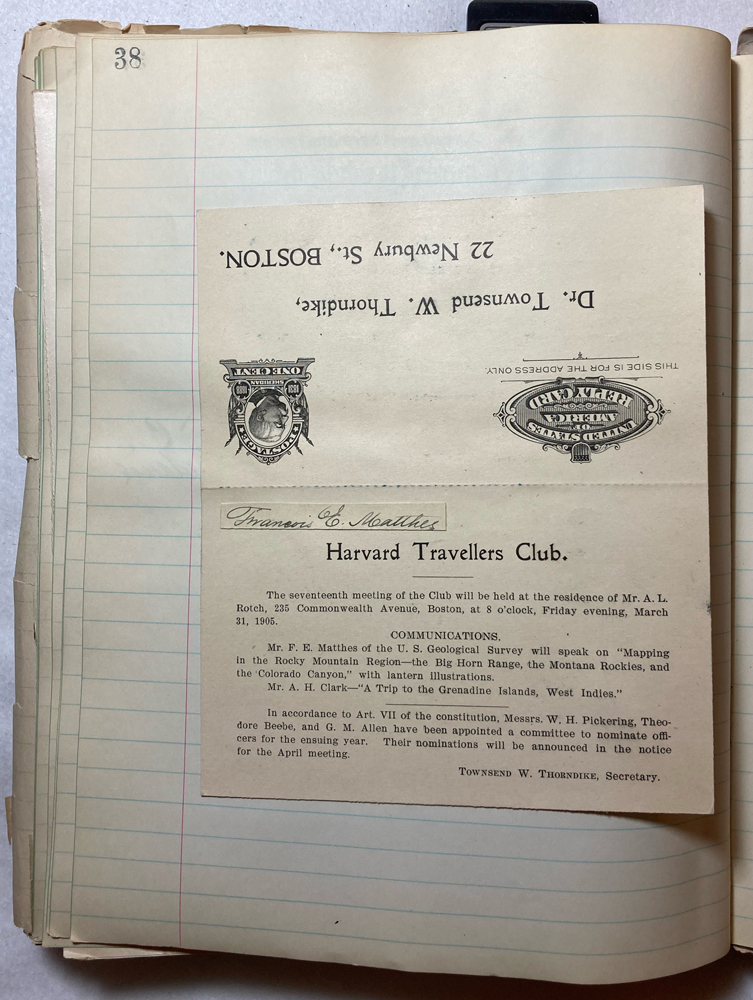 38
22 Newbury St., BOSTON.
Dr. Townsend W. Thorndike,
THIS SIDE IS FOR THE ADDRESS ONLY.
UNITED STATES
OF
AMERICA
REPLY CARD
POSTAGE
1831 1888
SHERIDAN
ONE CENT
Francois E. Matthes
Harvard Travellers Club.
The seventeenth meeting of the Club will be held at the residence of Mr. A. L.
Rotch, 235 Commonwealth Avenue, Boston, at 8 o'clock, Friday evening, March
31, 1905.
COMMUNICATIONS.
Mr. F. E. Matthes of the U. S. Geological Survey will speak on "Mapping
in the Rocky Mountain Region—the Big Horn Range, the Montana Rockies, and
the Colorado Canyon," with lantern illustrations.
Mr. A. H. Clark—"A Trip to the Grenadine Islands, West Indies."
In accordance to Art. VII of the constitution, Messrs. W. H. Pickering, Theo-
dore Beebe, and G. M. Allen have been appointed a committee to nominate offi-
cers for the ensuing year. Their nominations will be announced in the notice
for the April meeting.
TOWNSEND W. THORNDIKE, Secretary.